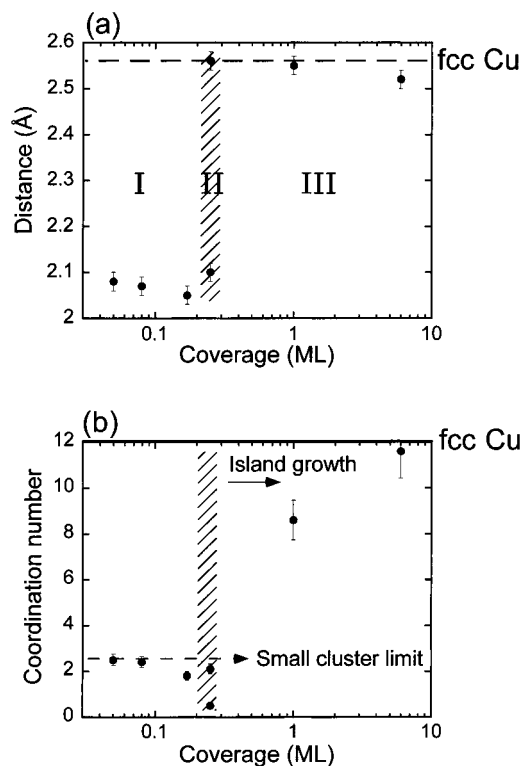 (a)
2.6
fcc Cu
2.5
2.4
Distance (Å)
2.3
I II III
2.2
2.1
2
0.1 1 10
Coverage (ML)
(b)
12
fcc Cu
Island growth
10
8
Coordination number
6
4
Small cluster limit
2
0
0.1 1 10
Coverage (ML)